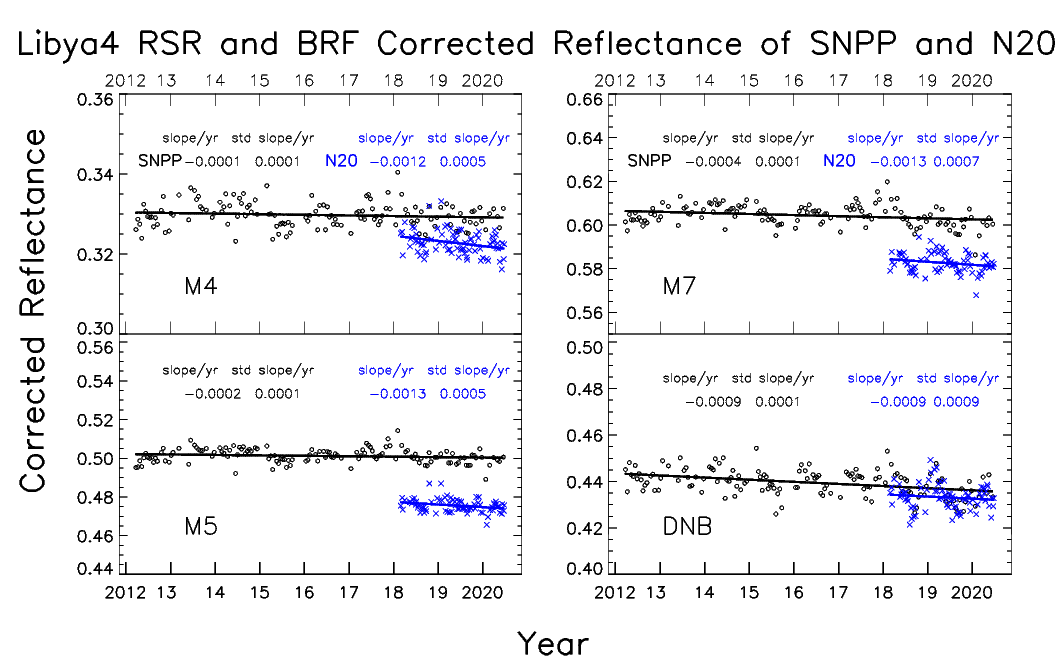 Libya4 RSR and BRF Corrected Reflectance of SNPP and N20
2012 13 14 15 16 17 18 19 2020
2012 13 14 15 16 17 18 19 2020
Corrected Reflectance
Corrected Reflectance
0.36
0.34
0.32
0.30
slope/yr std slope/yr slope/yr std slope/yr
SNPP −0.0001 0.0001 N20 −0.0012 0.0005
M4
0.66
0.64
0.62
0.60
0.58
0.56
slope/yr std slope/yr slope/yr std slope/yr
SNPP −0.0004 0.0001 N20 −0.0013 0.0007
M7
0.56
0.54
0.52
0.50
0.48
0.46
0.44
slope/yr std slope/yr slope/yr std slope/yr
−0.0002 0.0001 −0.0013 0.0005
M5
0.50
0.48
0.46
0.44
0.42
0.40
slope/yr std slope/yr slope/yr std slope/yr
−0.0009 0.0001 −0.0009 0.0009
DNB
2012 13 14 15 16 17 18 19 2020
2012 13 14 15 16 17 18 19 2020
Year